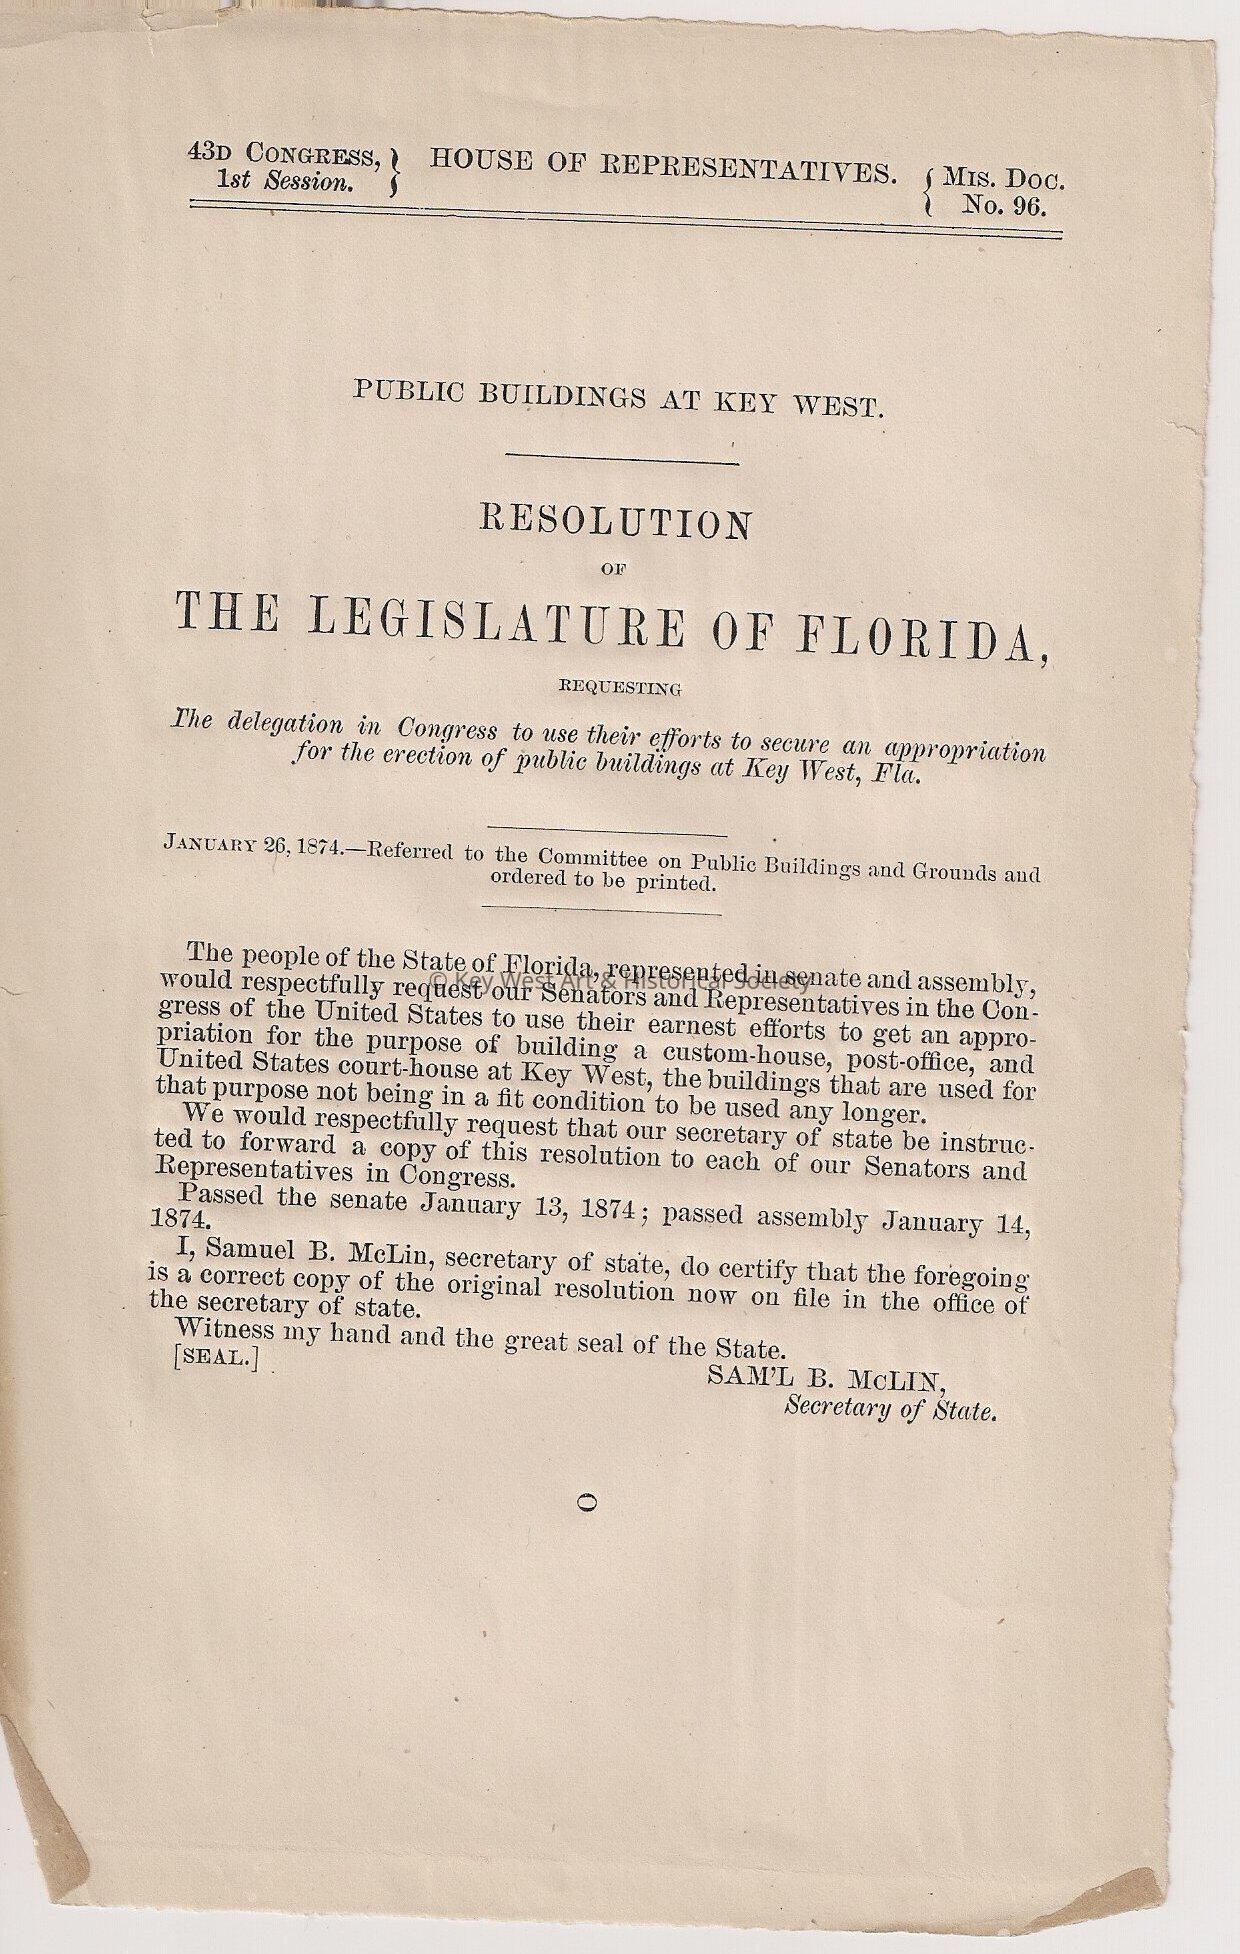 43D CONGRESS, } HOUSE OF REPRESENTATIVES. { MIS. DOC.
1st Session. No. 96.
PUBLIC BUILDINGS AT KEY WEST.
RESOLUTION
OF
THE LEGISLATURE OF FLORIDA,
REQUESTING
The delegation in Congress to use their efforts to secure an appropriation
for the erection of public buildings at Key West, Fla.
JANUARY 26, 1874.—Referred to the Committee on Public Buildings and Grounds and
ordered to be printed.
The people of the State of Florida, represented in senate and assembly,
© Key West Art & Historical Society
would respectfully request our Senators and Representatives in the Con-
gress of the United States to use their earnest efforts to get an appro-
priation for the purpose of building a custom-house, post-office, and
United States court-house at Key West, the buildings that are used for
that purpose not being in a fit condition to be used any longer.
We would respectfully request that our secretary of state be instruc-
ted to forward a copy of this resolution to each of our Senators and
Representatives in Congress.
Passed the senate January 13, 1874; passed assembly January 14,
1874.
I, Samuel B. McLin, secretary of state, do certify that the foregoing
is a correct copy of the original resolution now on file in the office of
the secretary of state.
Witness my hand and the great seal of the State.
[SEAL.]
SAM'L B. McLIN,
Secretary of State.
O